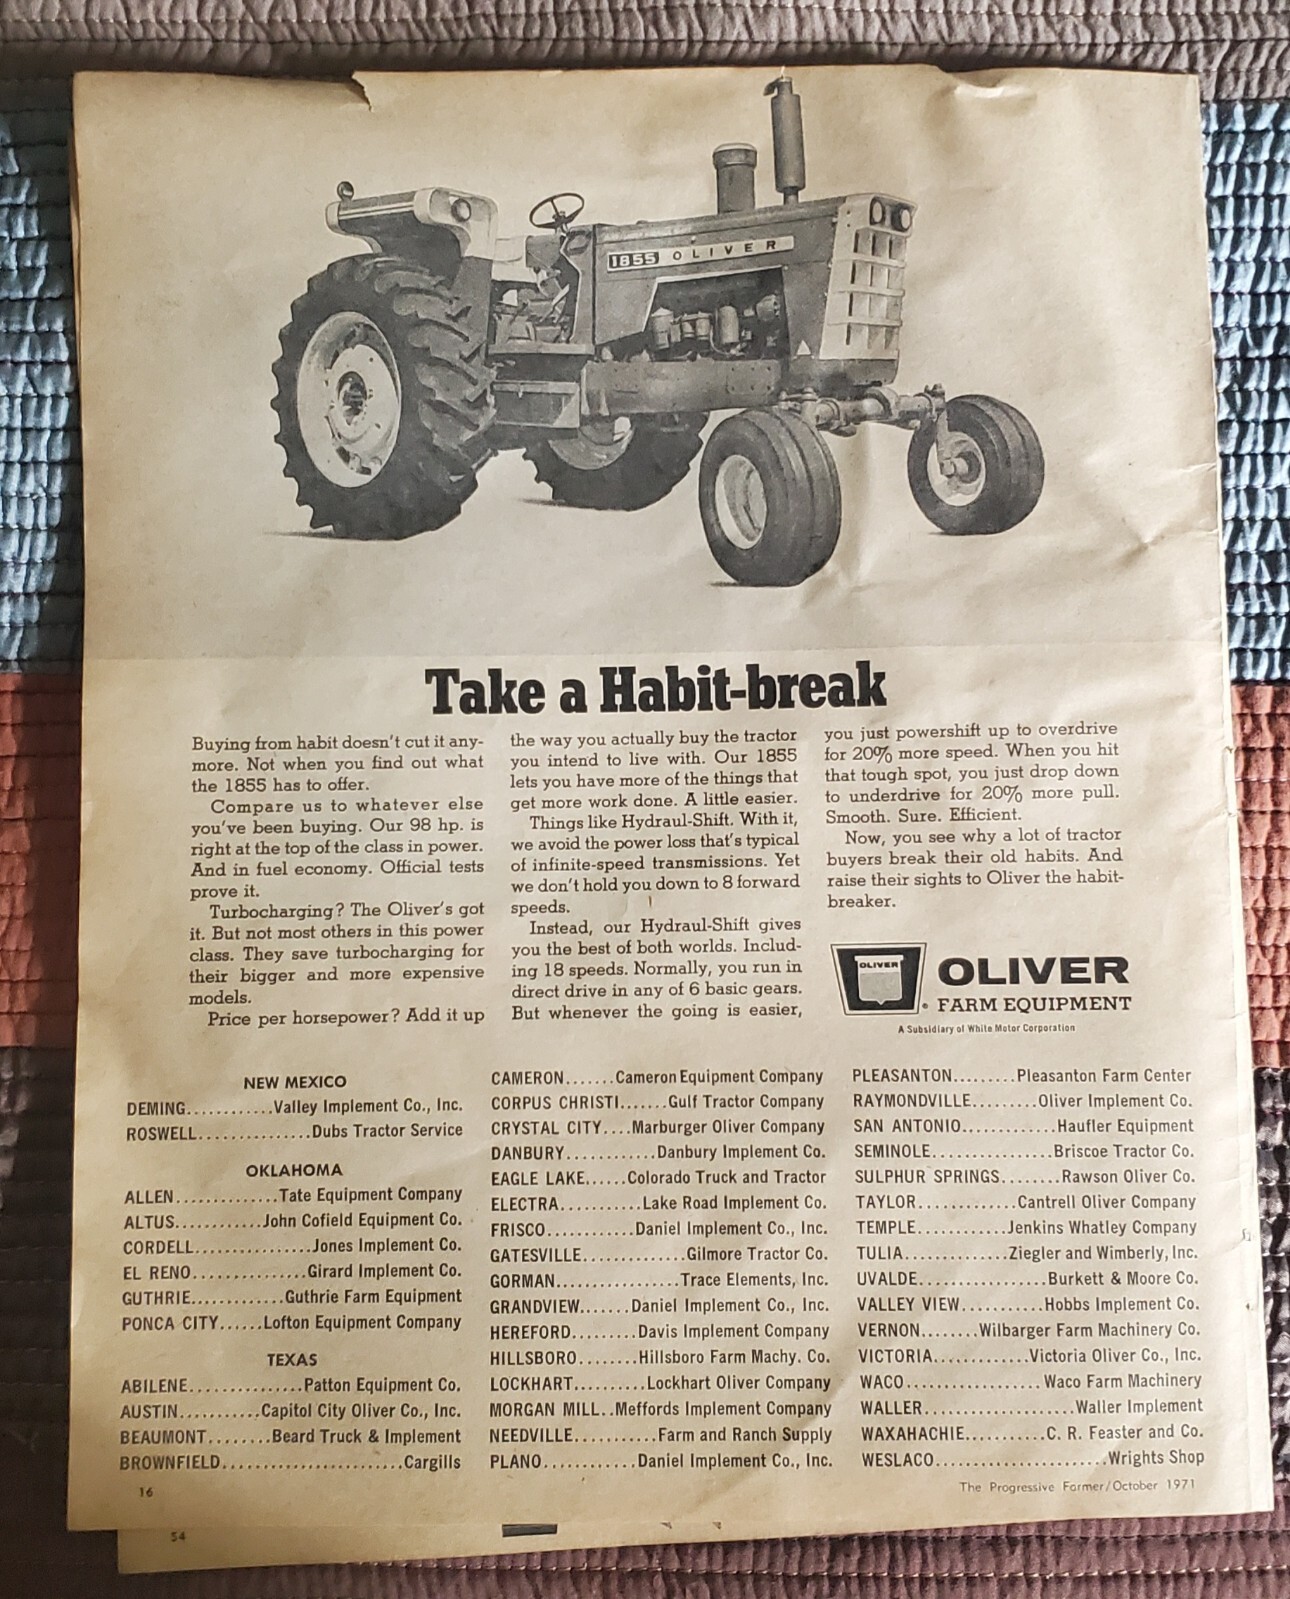 1855 OLIVER
Take a Habit-break
Buying from habit doesn't cut it any-
more. Not when you find out what
the 1855 has to offer.
Compare us to whatever else
you've been buying. Our 98 hp. is
right at the top of the class in power.
And in fuel economy. Official tests
prove it.
Turbocharging? The Oliver's got
it. But not most others in this power
class. They save turbocharging for
their bigger and more expensive
models.
Price per horsepower? Add it up
the way you actually buy the tractor
you intend to live with. Our 1855
lets you have more of the things that
get more work done. A little easier.
Things like Hydraul-Shift. With it,
we avoid the power loss that's typical
of infinite-speed transmissions. Yet
we don't hold you down to 8 forward
speeds.
Instead, our Hydraul-Shift gives
you the best of both worlds. Includ-
ing 18 speeds. Normally, you run in
direct drive in any of 6 basic gears.
But whenever the going is easier,
you just powershift up to overdrive
for 20% more speed. When you hit
that tough spot, you just drop down
to underdrive for 20% more pull.
Smooth. Sure. Efficient.
Now, you see why a lot of tractor
buyers break their old habits. And
raise their sights to Oliver the habit-
breaker.
OLIVER
OLIVER
® FARM EQUIPMENT
A Subsidiary of White Motor Corporation
NEW MEXICO
DEMING............Valley Implement Co., Inc.
ROSWELL...............Dubs Tractor Service
OKLAHOMA
ALLEN..............Tate Equipment Company
ALTUS............John Cofield Equipment Co.
CORDELL................Jones Implement Co.
EL RENO...............Girard Implement Co.
GUTHRIE.............Guthrie Farm Equipment
PONCA CITY......Lofton Equipment Company
TEXAS
ABILENE...............Patton Equipment Co.
AUSTIN...........Capitol City Oliver Co., Inc.
BEAUMONT........Beard Truck & Implement
BROWNFIELD........................Cargills
CAMERON.......Cameron Equipment Company
CORPUS CHRISTI.......Gulf Tractor Company
CRYSTAL CITY....Marburger Oliver Company
DANBURY............Danbury Implement Co.
EAGLE LAKE......Colorado Truck and Tractor
ELECTRA...........Lake Road Implement Co.
FRISCO............Daniel Implement Co., Inc.
GATESVILLE..............Gilmore Tractor Co.
GORMAN.................Trace Elements, Inc.
GRANDVIEW.......Daniel Implement Co., Inc.
HEREFORD.........Davis Implement Company
HILLSBORO........Hillsboro Farm Machy. Co.
LOCKHART..........Lockhart Oliver Company
MORGAN MILL..Meffords Implement Company
NEEDVILLE...........Farm and Ranch Supply
PLANO............Daniel Implement Co., Inc.
PLEASANTON.........Pleasanton Farm Center
RAYMONDVILLE.........Oliver Implement Co.
SAN ANTONIO.............Haufler Equipment
SEMINOLE.................Briscoe Tractor Co.
SULPHUR SPRINGS........Rawson Oliver Co.
TAYLOR.............Cantrell Oliver Company
TEMPLE............Jenkins Whatley Company
TULIA..............Ziegler and Wimberly, Inc.
UVALDE.................Burkett & Moore Co.
VALLEY VIEW...........Hobbs Implement Co.
VERNON........Wilbarger Farm Machinery Co.
VICTORIA.............Victoria Oliver Co., Inc.
WACO..................Waco Farm Machinery
WALLER....................Waller Implement
WAXAHACHIE...........C. R. Feaster and Co.
WESLACO.......................Wrights Shop
16
The Progressive Farmer/October 1971
54